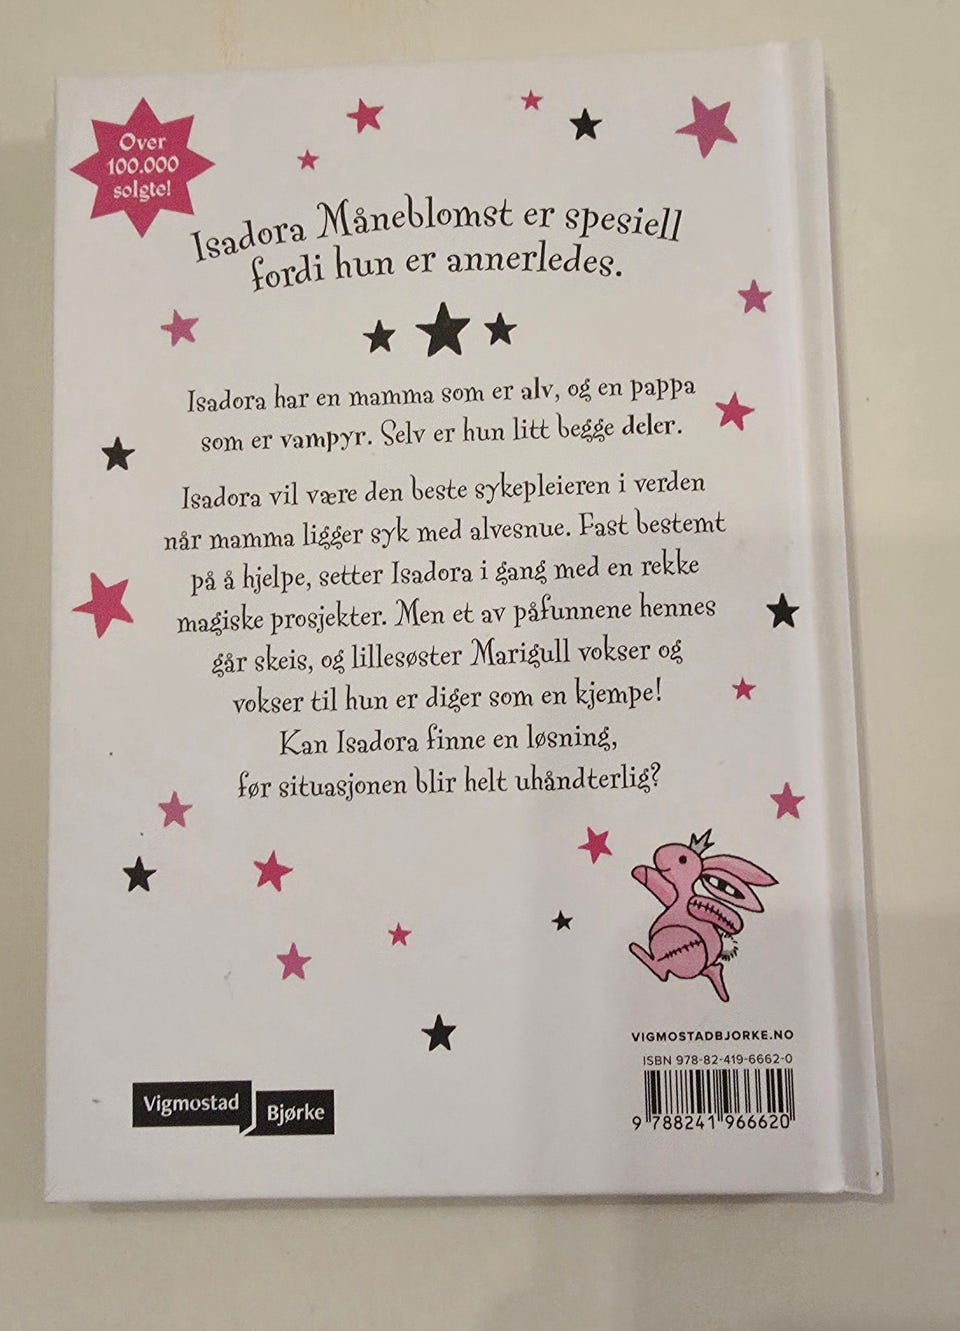 Over
100.000
solgte!
Isadora Måneblomst er spesiell
fordi hun er annerledes.
Isadora har en mamma som er alv, og en pappa
som er vampyr. Selv er hun litt begge deler.
Isadora vil være den beste sykepleieren i verden
når mamma ligger syk med alvesnue. Fast bestemt
på å hjelpe, setter Isadora i gang med en rekke
magiske prosjekter. Men et av påfunnene hennes
går skeis, og lillesøster Marigull vokser og
vokser til hun er diger som en kjempe!
Kan Isadora finne en løsning,
før situasjonen blir helt uhåndterlig?
VIGMOSTADBJORKE.NO
ISBN 978-82-419-6662-0
9 788241 966620
Vigmostad
Bjørke